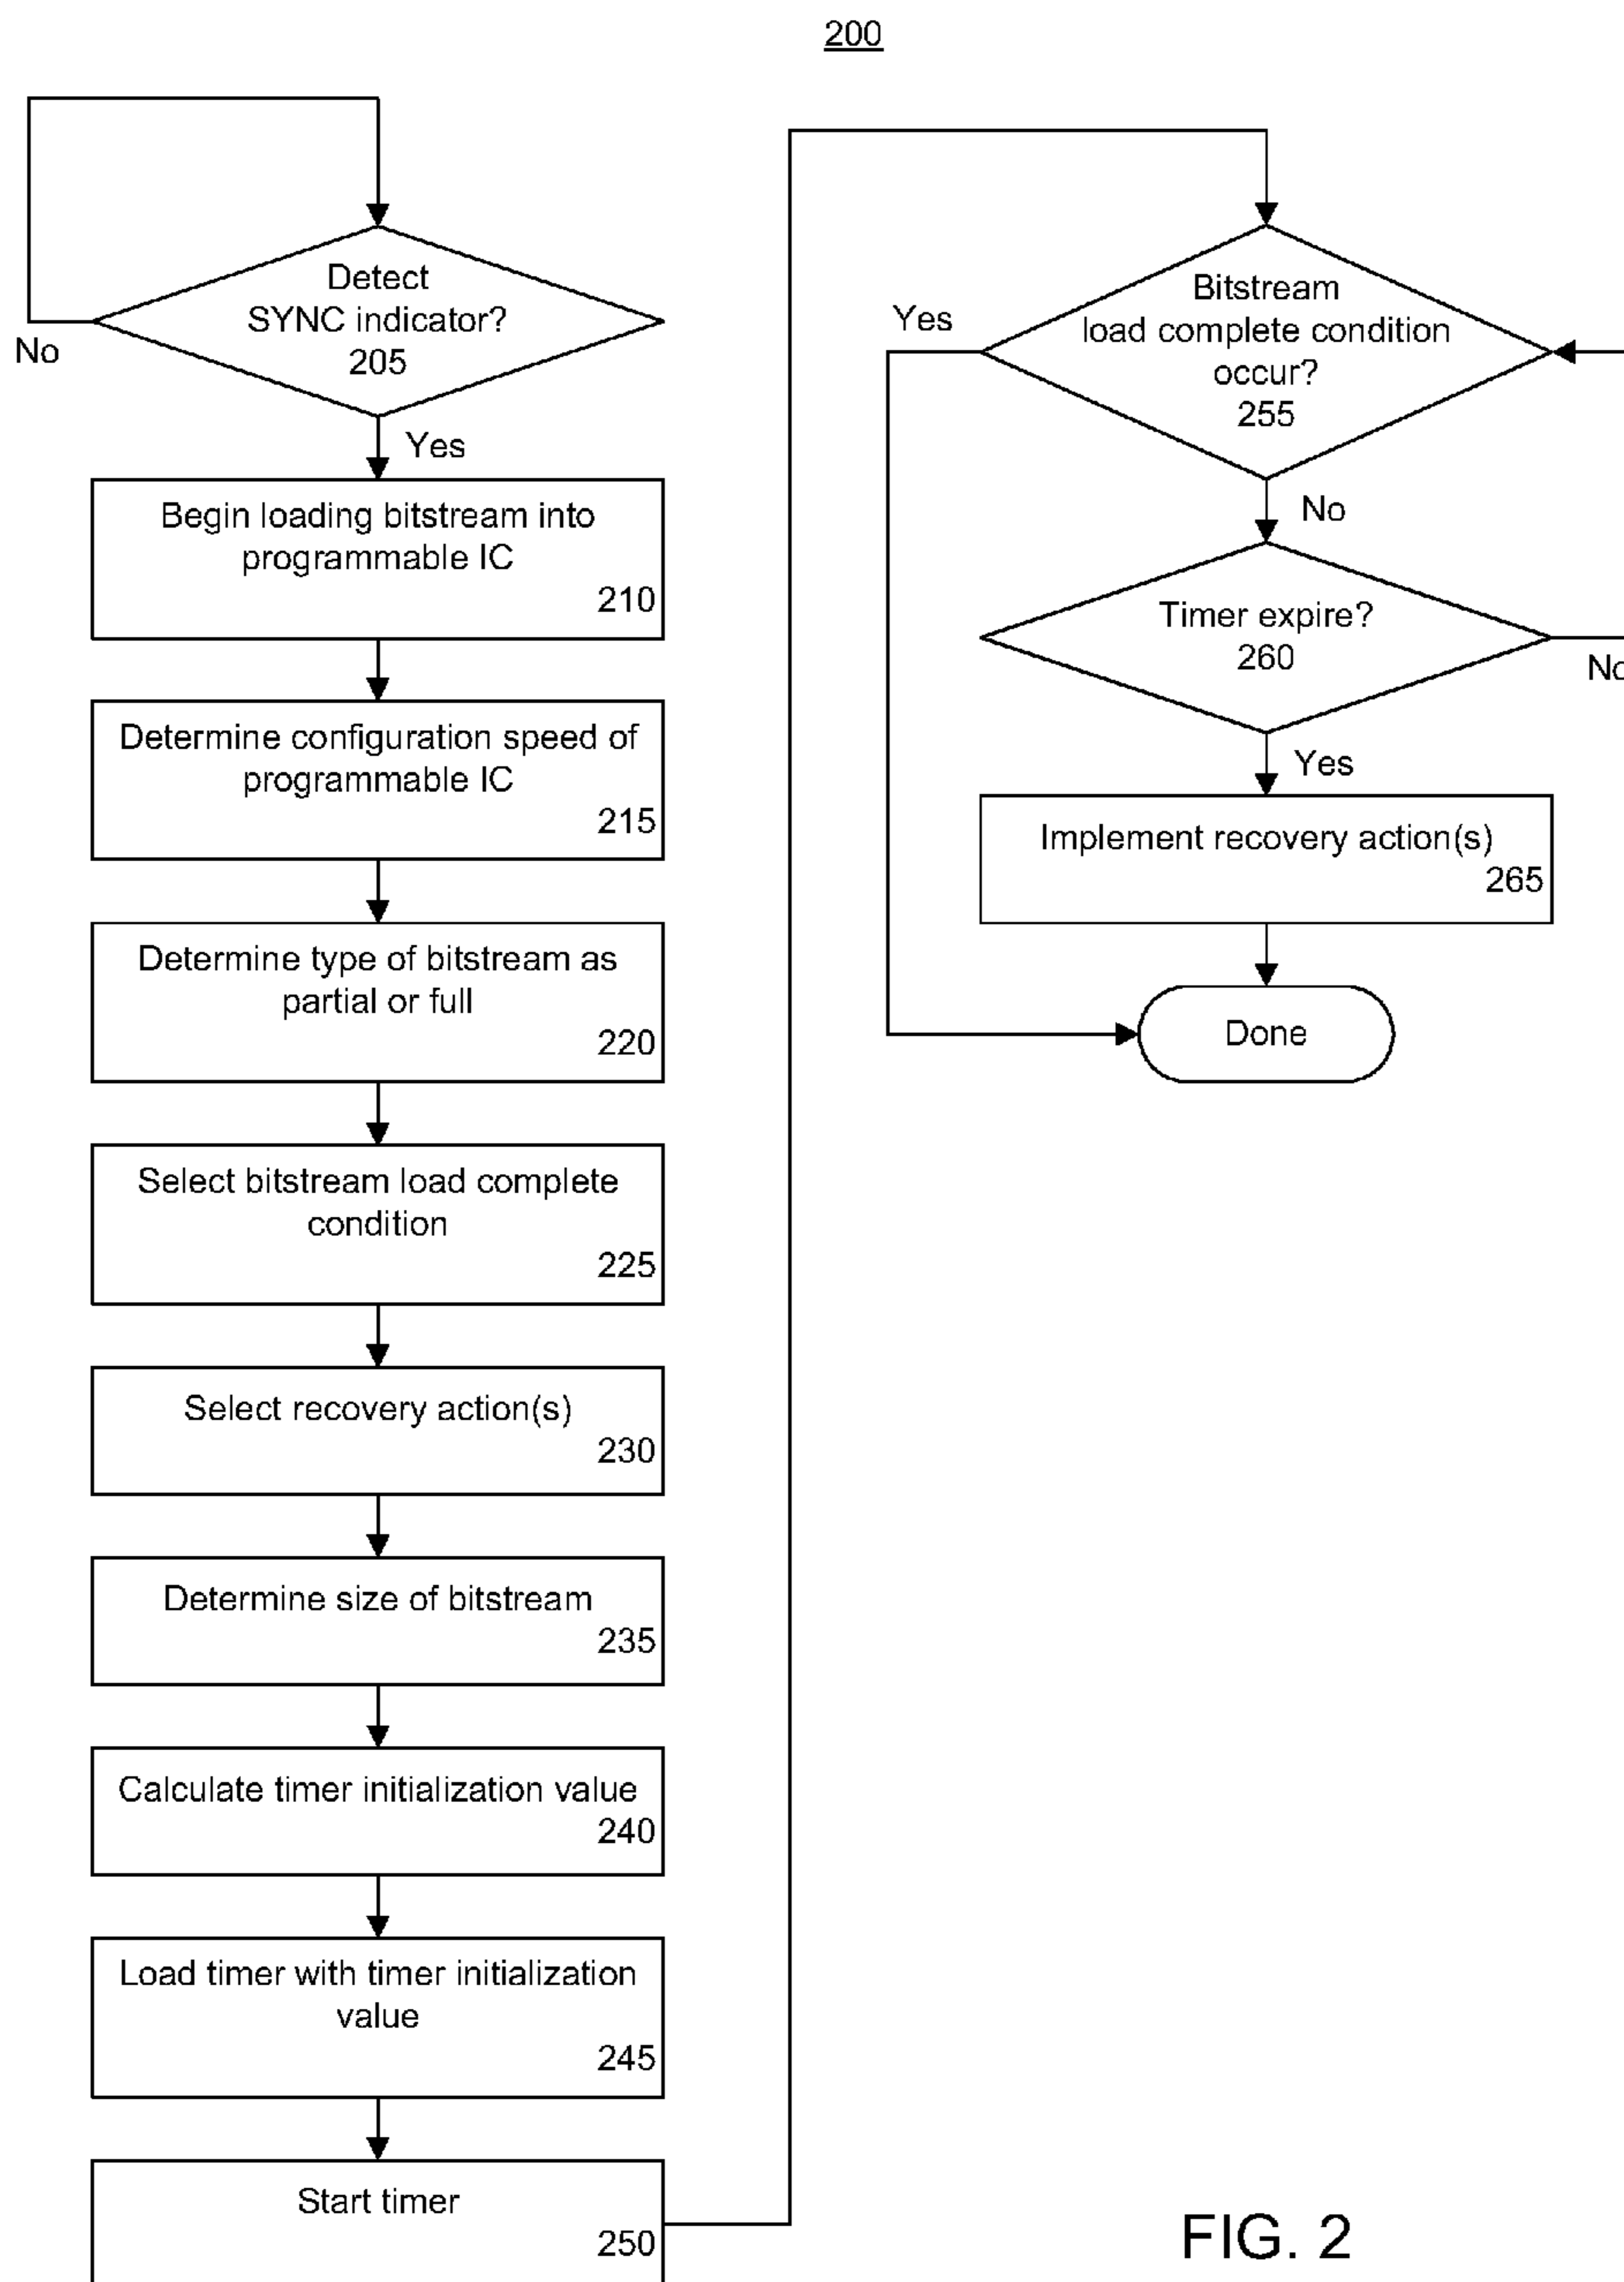 200
Detect
SYNC indicator?
205
No
Yes
Begin loading bitstream into
programmable IC
210
Determine configuration speed of
programmable IC
215
Determine type of bitstream as
partial or full
220
Select bitstream load complete
condition
225
Select recovery action(s)
230
Determine size of bitstream
235
Calculate timer initialization value
240
Load timer with timer initialization
value
245
Start timer
250
Bitstream
load complete condition
occur?
255
Yes
No
Timer expire?
260
No
Yes
Implement recovery action(s)
265
Done
FIG. 2